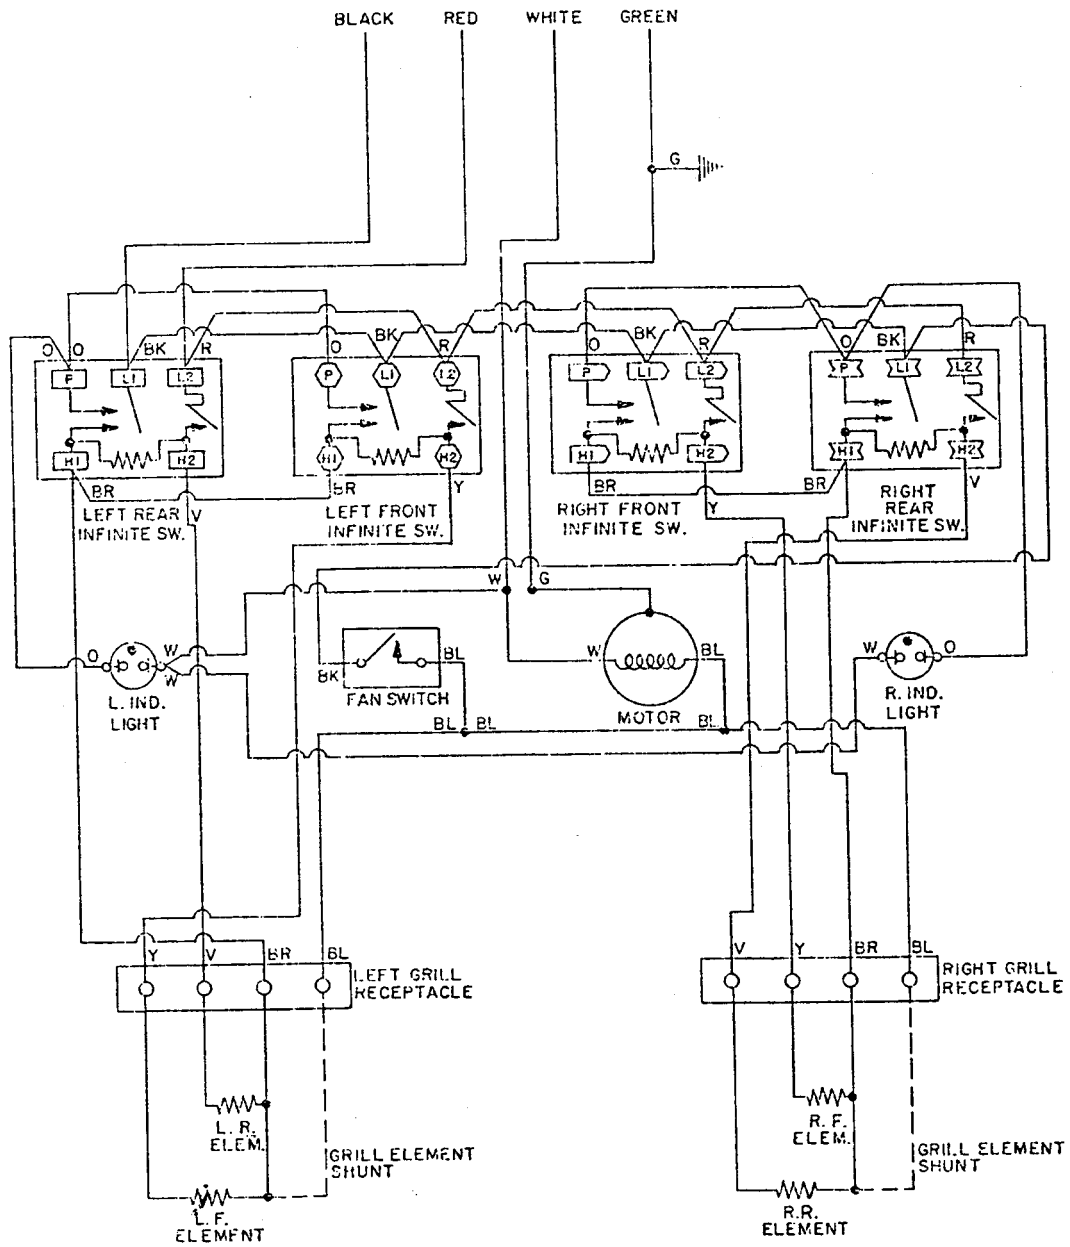 BLACK RED WHITE GREEN
G
O O BK R
O BK R
BK R
O
O BK R
P L1 L2
P L1 L2
P L1 L2
P L1 L2
H1 H2
H1 H2
H1 H2
H1 H2
BR V
BR Y
BR Y
BR V
LEFT REAR
INFINITE SW.
LEFT FRONT
INFINITE SW.
RIGHT FRONT
INFINITE SW.
RIGHT
REAR
INFINITE SW.
W G
O W
W
L. IND.
LIGHT
BK BL
FAN SWITCH
W BL
MOTOR
W O
R. IND.
LIGHT
BL BL BL
Y V BR BL
LEFT GRILL
RECEPTACLE
V Y BR BL
RIGHT GRILL
RECEPTACLE
L. R.
ELEM.
GRILL ELEMENT
SHUNT
L. F.
ELEMENT
R. F.
ELEM.
GRILL ELEMENT
SHUNT
R.R.
ELEMENT